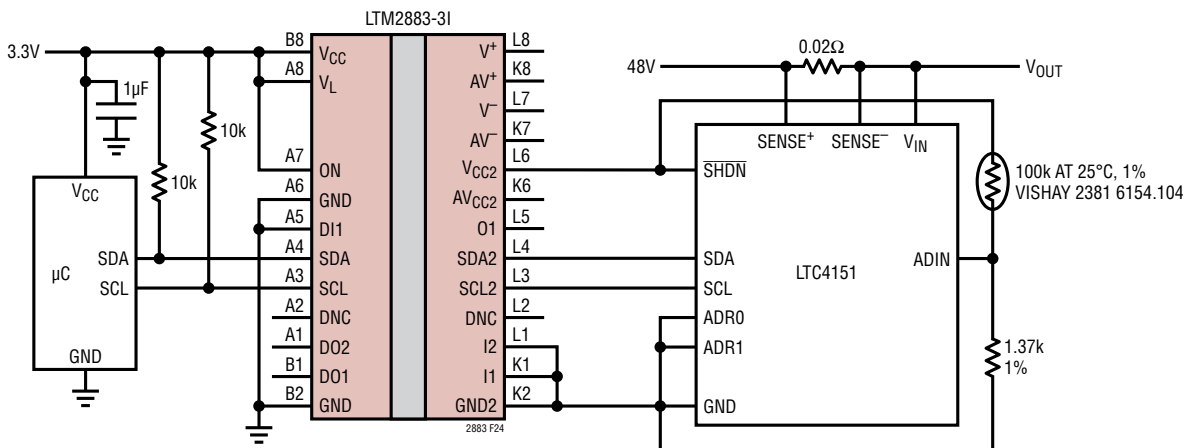 LTM2883-3I
3.3V
1µF
10k
10k
VCC
µC
SDA
SCL
GND
B8
A8
A7
A6
A5
A4
A3
A2
A1
B1
B2
VCC
VL
ON
GND
DI1
SDA
SCL
DNC
DO2
DO1
GND
V+
AV+
V–
AV–
VCC2
AVCC2
O1
SDA2
SCL2
DNC
I2
I1
GND2
L8
K8
L7
K7
L6
K6
L5
L4
L3
L2
L1
K1
K2
2883 F24
48V
0.02Ω
VOUT
SENSE+ SENSE– VIN
SHDN
SDA
SCL
ADR0
ADR1
GND
LTC4151
ADIN
100k AT 25°C, 1%
VISHAY 2381 6154.104
1.37k
1%